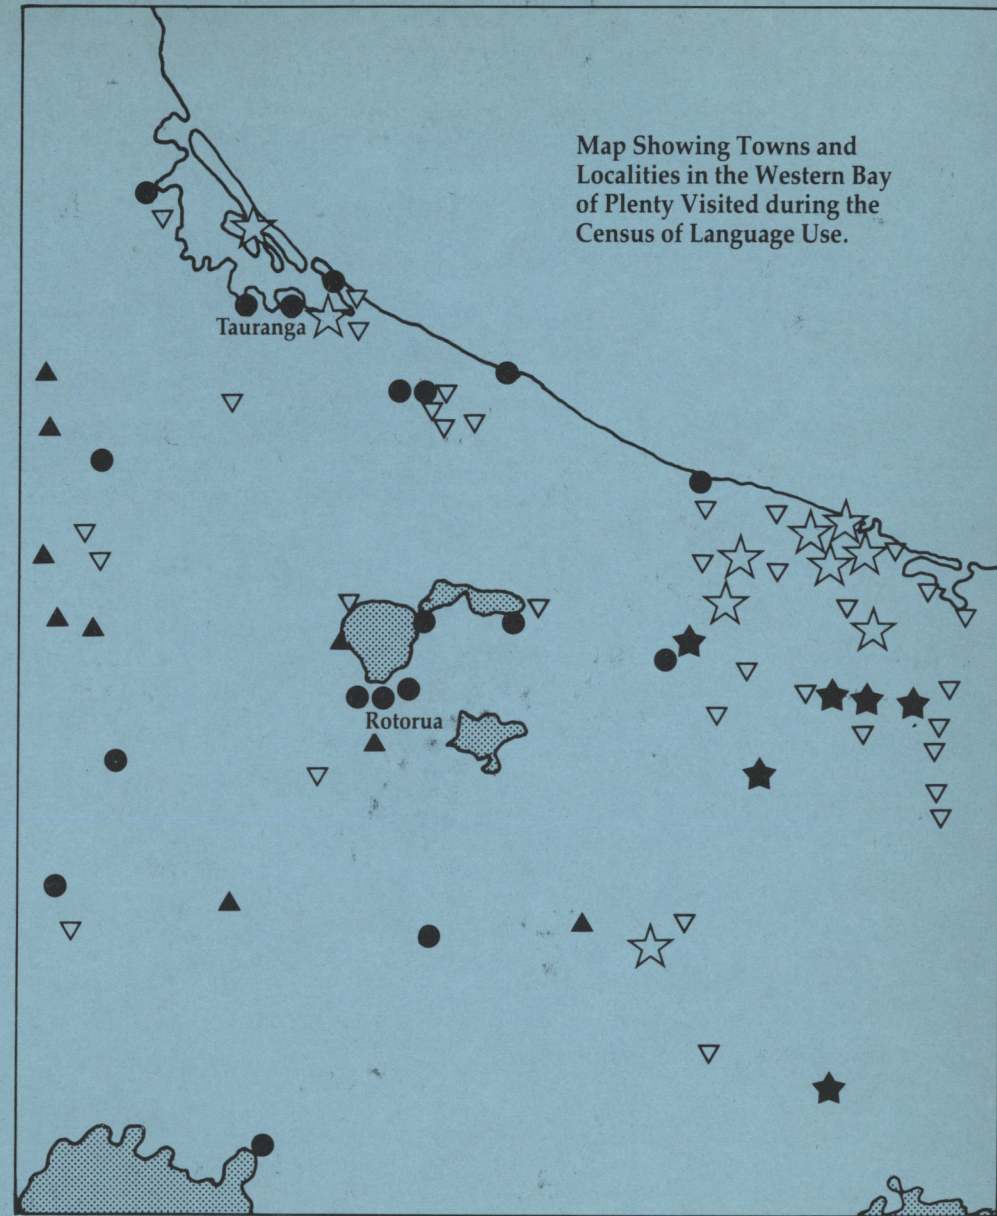 Map Showing Towns and
Localities in the Western Bay
of Plenty Visited during the
Census of Language Use.
Tauranga
Rotorua